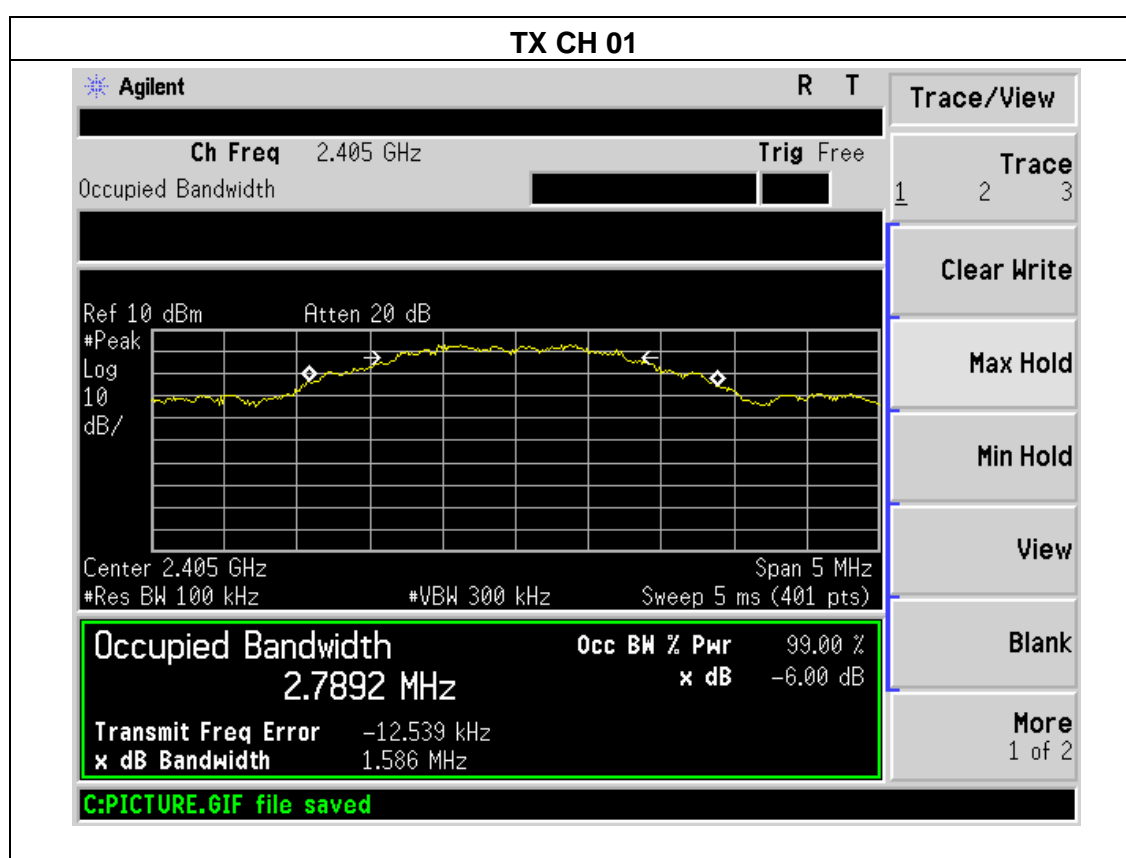 TX CH 01
Agilent R T
Ch Freq 2.405 GHz Trig Free
Occupied Bandwidth
Ref 10 dBm Atten 20 dB
#Peak
Log
10
dB/
Center 2.405 GHz Span 5 MHz
#Res BW 100 kHz #VBW 300 kHz Sweep 5 ms (401 pts)
Occupied Bandwidth Occ BW % Pwr 99.00 %
2.7892 MHz x dB -6.00 dB
Transmit Freq Error -12.539 kHz
x dB Bandwidth 1.586 MHz
C:PICTURE.GIF file saved
Trace/View
Trace
1 2 3
Clear Write
Max Hold
Min Hold
View
Blank
More
1 of 2